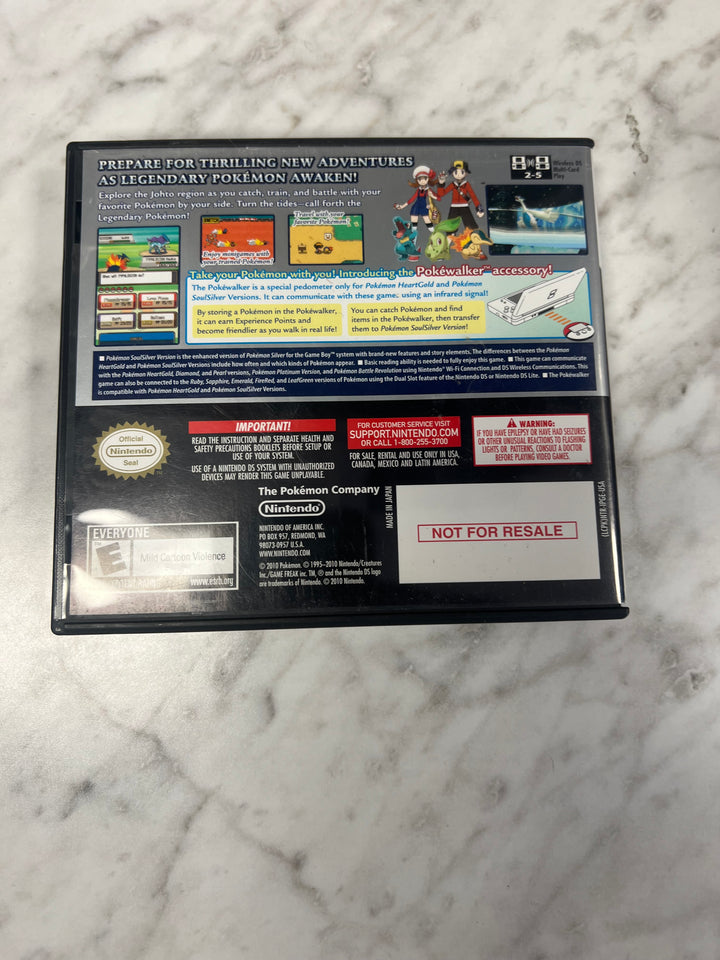 PREPARE FOR THRILLING NEW ADVENTURES
AS LEGENDARY POKÉMON AWAKEN!
Explore the Johto region as you catch, train, and battle with your
favorite Pokémon by your side. Turn the tides—call forth the
Legendary Pokémon!
Wireless DS
Multi-Card
Play
2-5
Enjoy minigames with
your trained Pokémon!
Travel with your
favorite Pokémon!
Take your Pokémon with you! Introducing the Pokéwalker™ accessory!
The Pokéwalker is a special pedometer only for Pokémon HeartGold and Pokémon
SoulSilver Versions. It can communicate with these games using an infrared signal!
By storing a Pokémon in the Pokéwalker,
it can earn Experience Points and
become friendlier as you walk in real life!
You can catch Pokémon and find
items in the Pokéwalker, then transfer
them to Pokémon SoulSilver Version!
■ Pokémon SoulSilver Version is the enhanced version of Pokémon Silver for the Game Boy™ system with brand-new features and story elements. The differences between the Pokémon
HeartGold and Pokémon SoulSilver Versions include how often and which kinds of Pokémon appear. ■ Basic reading ability is needed to fully enjoy this game. ■ This game can communicate
with the Pokémon HeartGold, Diamond, and Pearl versions, Pokémon Platinum Version, and Pokémon Battle Revolution using Nintendo® Wi-Fi Connection and DS Wireless Communications. This
game can also be connected to the Ruby, Sapphire, Emerald, FireRed, and LeafGreen versions of Pokémon using the Dual Slot feature of the Nintendo DS or Nintendo DS Lite. ■ The Pokéwalker
is compatible with Pokémon HeartGold and Pokémon SoulSilver Versions.
Official
Nintendo
Seal
IMPORTANT!
READ THE INSTRUCTION AND SEPARATE HEALTH AND
SAFETY PRECAUTIONS BOOKLETS BEFORE SETUP OR
USE OF YOUR SYSTEM.
USE OF A NINTENDO DS SYSTEM WITH UNAUTHORIZED
DEVICES MAY RENDER THIS GAME UNPLAYABLE.
FOR CUSTOMER SERVICE VISIT
SUPPORT.NINTENDO.COM
OR CALL 1-800-255-3700
FOR SALE, RENTAL AND USE ONLY IN USA,
CANADA, MEXICO AND LATIN AMERICA.
WARNING:
IF YOU HAVE EPILEPSY OR HAVE HAD SEIZURES
OR OTHER UNUSUAL REACTIONS TO FLASHING
LIGHTS OR PATTERNS, CONSULT A DOCTOR
BEFORE PLAYING VIDEO GAMES.
The Pokémon Company
Nintendo
NINTENDO OF AMERICA INC.
PO BOX 957, REDMOND, WA
98073-0957 U.S.A.
WWW.NINTENDO.COM
© 2010 Pokémon. © 1995–2010 Nintendo/Creatures
Inc./GAME FREAK inc. TM, ® and the Nintendo DS logo
are trademarks of Nintendo. © 2010 Nintendo.
MADE IN JAPAN
NOT FOR RESALE
(LCPK)NTR-IPGE-USA
EVERYONE
E
Mild Cartoon Violence
www.esrb.org